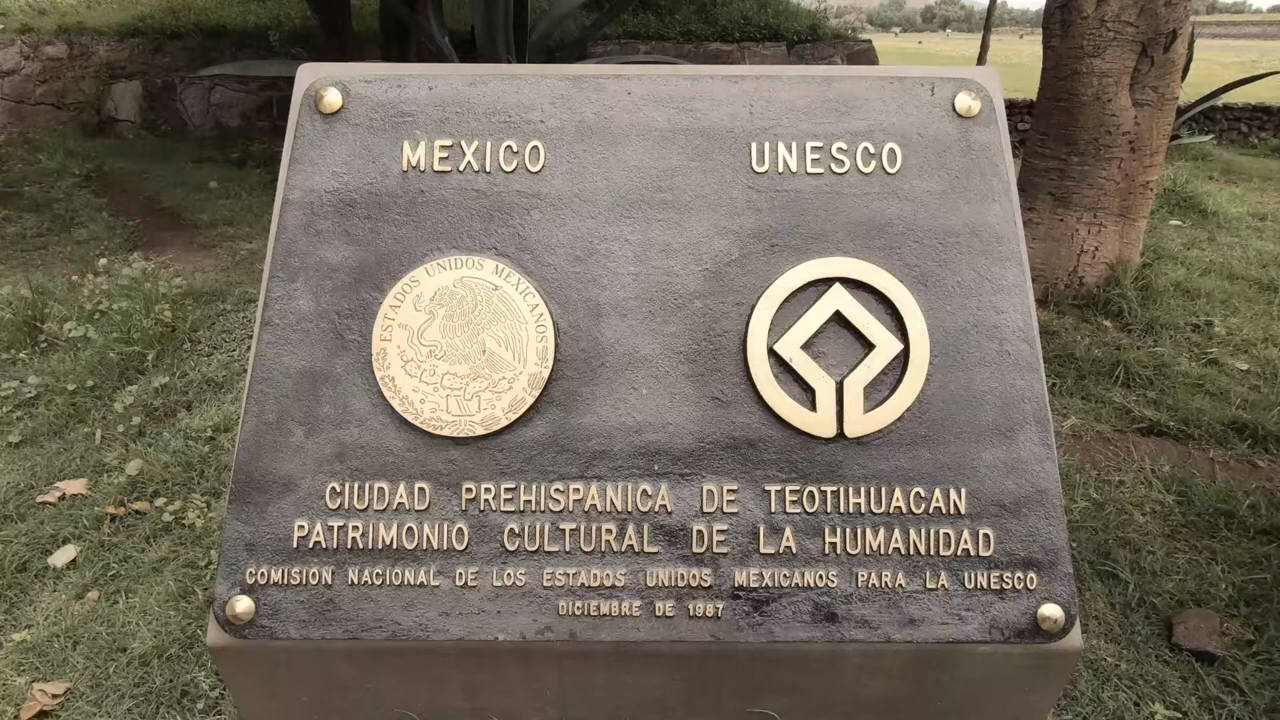 MEXICO
UNESCO
ESTADOS UNIDOS MEXICANOS
CIUDAD PREHISPANICA DE TEOTIHUACAN
PATRIMONIO CULTURAL DE LA HUMANIDAD
COMISION NACIONAL DE LOS ESTADOS UNIDOS MEXICANOS PARA LA UNESCO
DICIEMBRE DE 1987